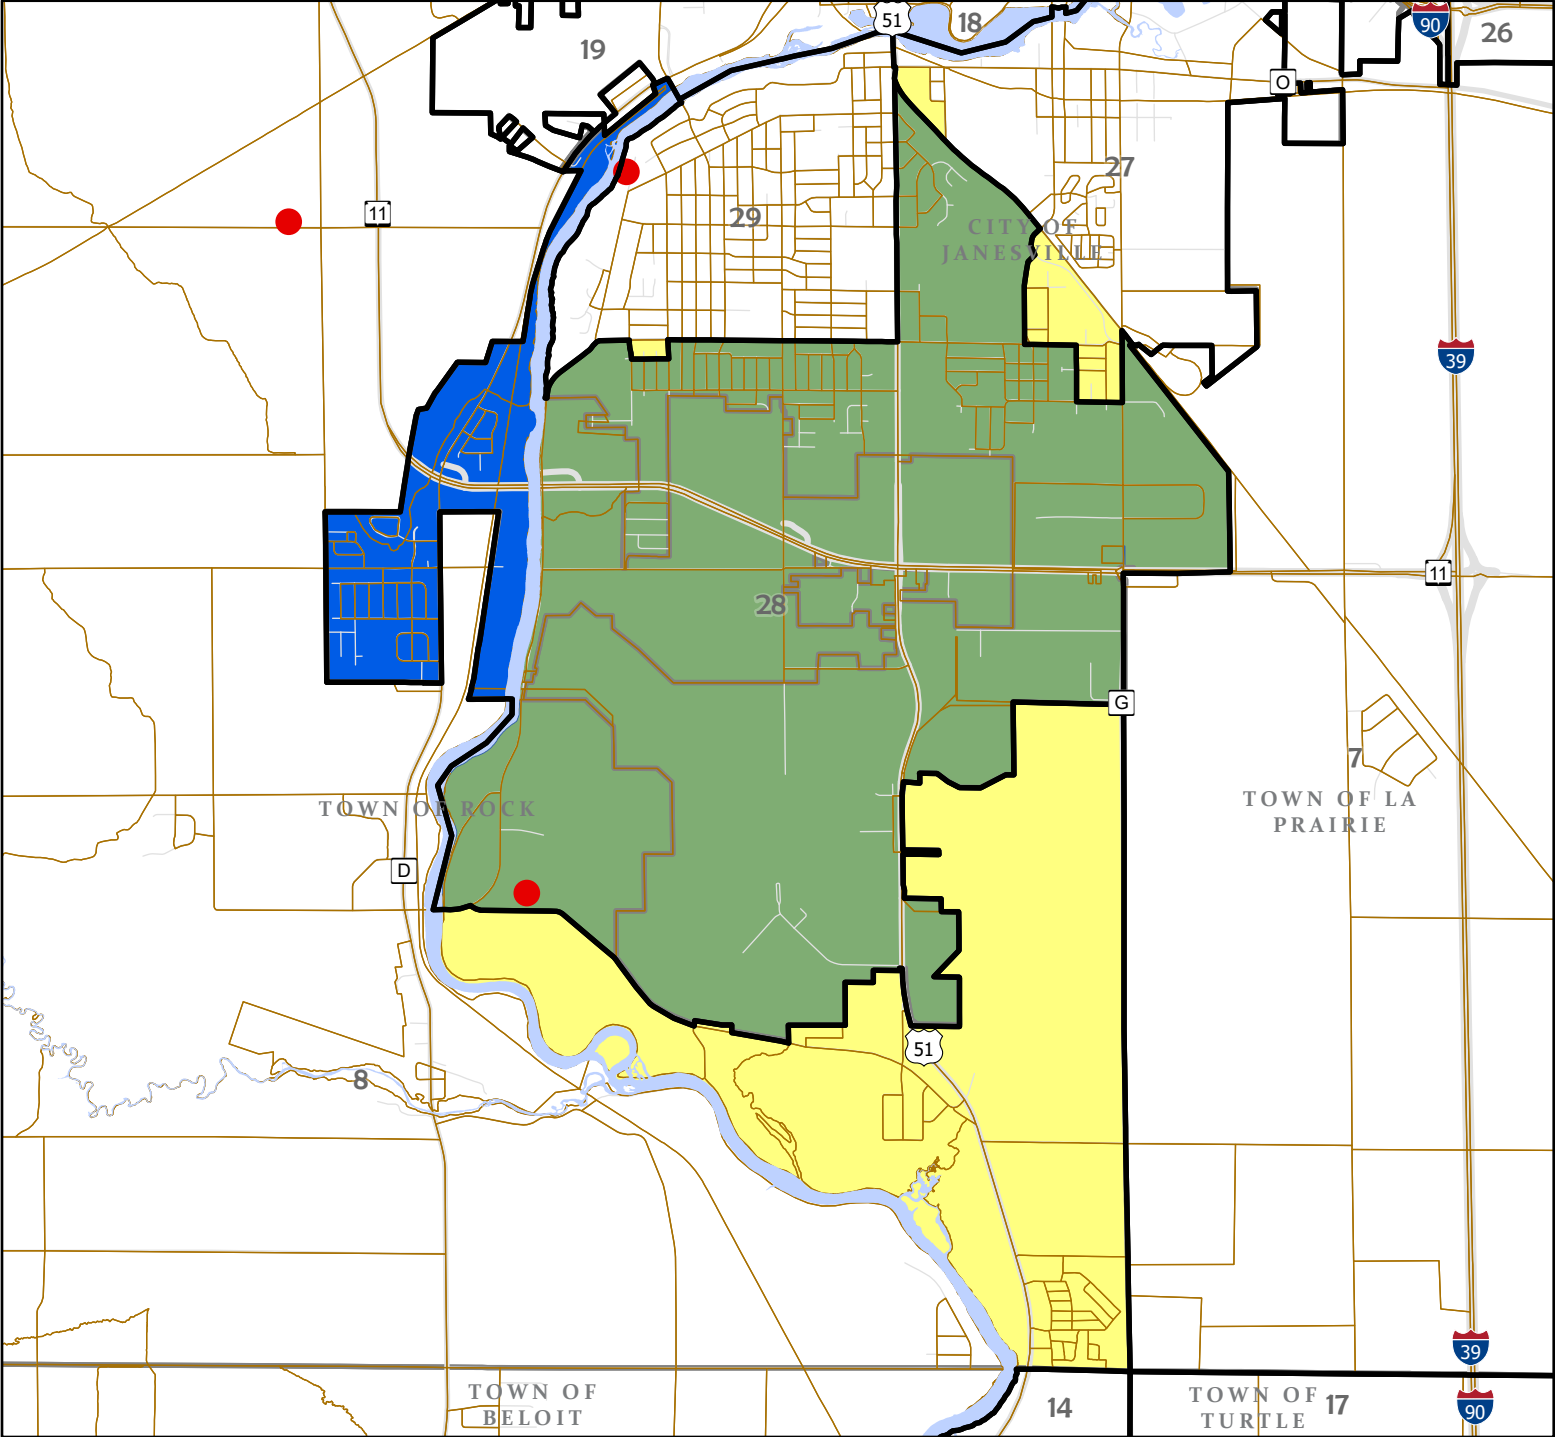 51
18
90
26
19
O
27
11
29
CITY OF
JANESVILLE
39
11
28
G
7
TOWN OF ROCK
TOWN OF LA
PRAIRIE
D
51
8
39
TOWN OF
BELOIT
14
TOWN OF
TURTLE
17
90